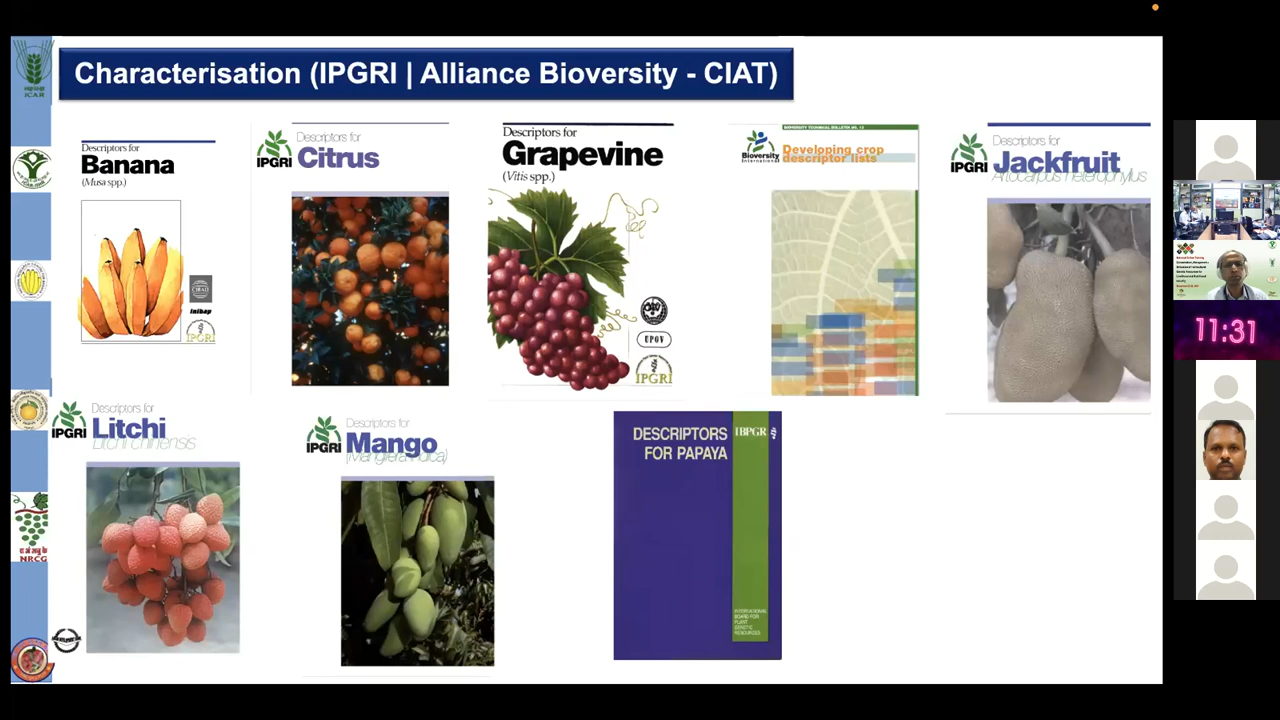 Characterisation (IPGRI | Alliance Bioversity - CIAT)
ICAR
Descriptors for
Banana
(Musa spp.)
CIRAD
inibap
IPGRI
IPGRI
Descriptors for
Citrus
Descriptors for
Grapevine
(Vitis spp.)
UPOV
IPGRI
BIOVERSITY TECHNICAL BULLETIN NO. 13
Bioversity
International
Developing crop
descriptor lists
IPGRI
Descriptors for
Jackfruit
Artocarpus heterophyllus
IPGRI
Descriptors for
Litchi
Litchi chinensis
IPGRI
Descriptors for
Mango
(Mangifera indica)
DESCRIPTORS
FOR PAPAYA
IBPGR
INTERNATIONAL
BOARD FOR
PLANT
GENETIC
RESOURCES
NRCG
11:31